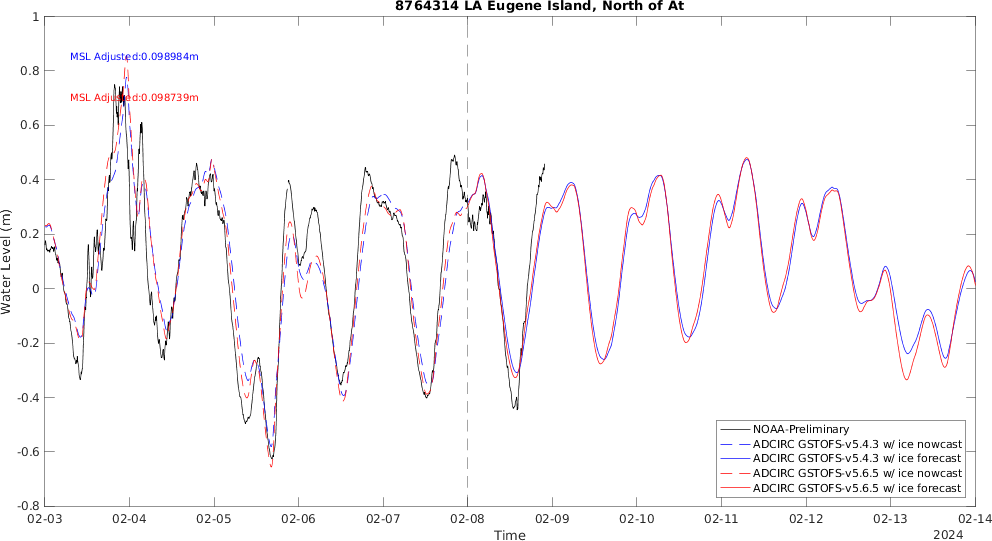 8764314 LA Eugene Island, North of At
MSL Adjusted:0.098984m
MSL Adjusted:0.098739m
Water Level (m)
1
0.8
0.6
0.4
0.2
0
-0.2
-0.4
-0.6
-0.8
NOAA-Preliminary
ADCIRC GSTOFS-v5.4.3 w/ ice nowcast
ADCIRC GSTOFS-v5.4.3 w/ ice forecast
ADCIRC GSTOFS-v5.6.5 w/ ice nowcast
ADCIRC GSTOFS-v5.6.5 w/ ice forecast
02-03 02-04 02-05 02-06 02-07 02-08 02-09 02-10 02-11 02-12 02-13 02-14
Time
2024